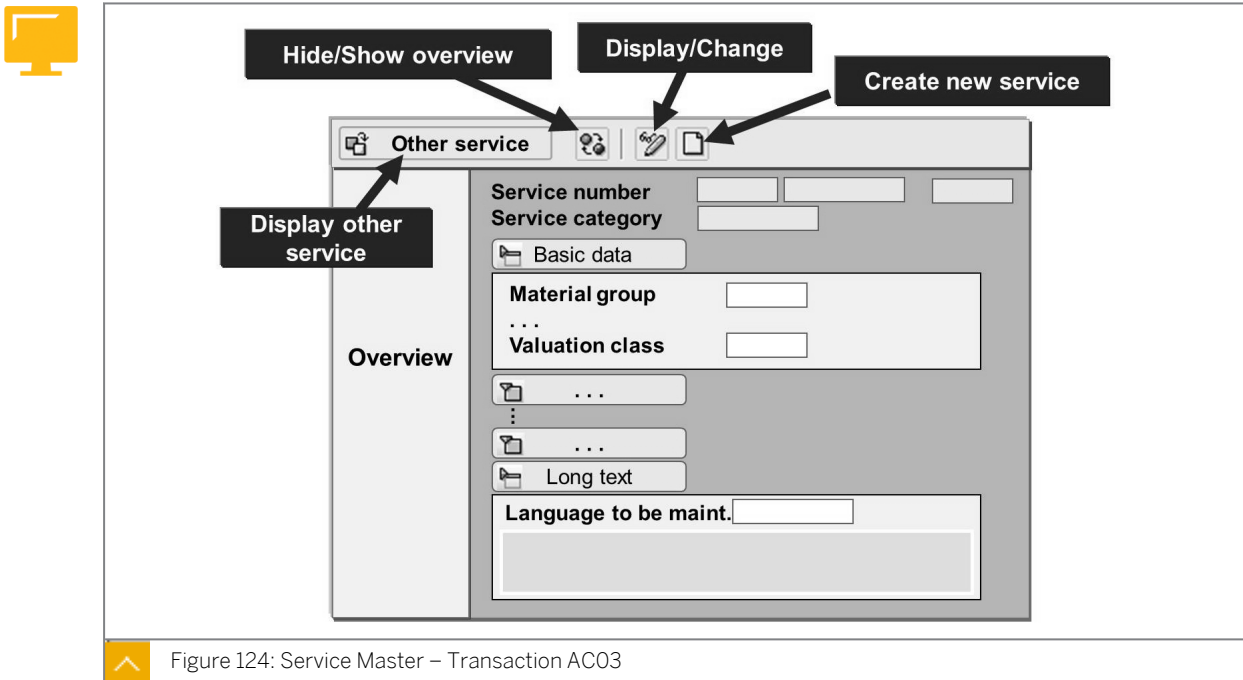 Hide/Show overview
Display/Change
Create new service
Other service
Display other
service
Service number
Service category
Basic data
Material group
. . .
Valuation class
Overview
. . .
. . .
Long text
Language to be maint.
Figure 124: Service Master – Transaction AC03